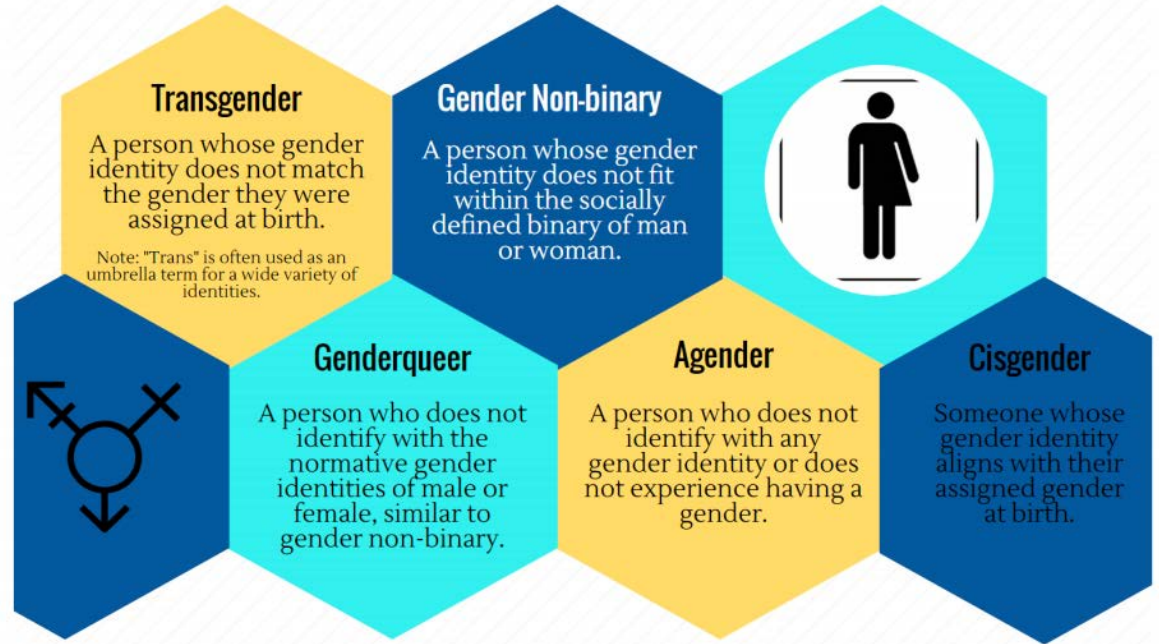 Transgender
A person whose gender
identity does not match
the gender they were
assigned at birth.
Note: "Trans" is often used as an
umbrella term for a wide variety of
identities.
Gender Non-binary
A person whose gender
identity does not fit
within the socially
defined binary of man
or woman.
Genderqueer
A person who does not
identify with the
normative gender
identities of male or
female, similar to
gender non-binary.
Agender
A person who does not
identify with any
gender identity or does
not experience having a
gender.
Cisgender
Someone whose
gender identity
aligns with their
assigned gender
at birth.